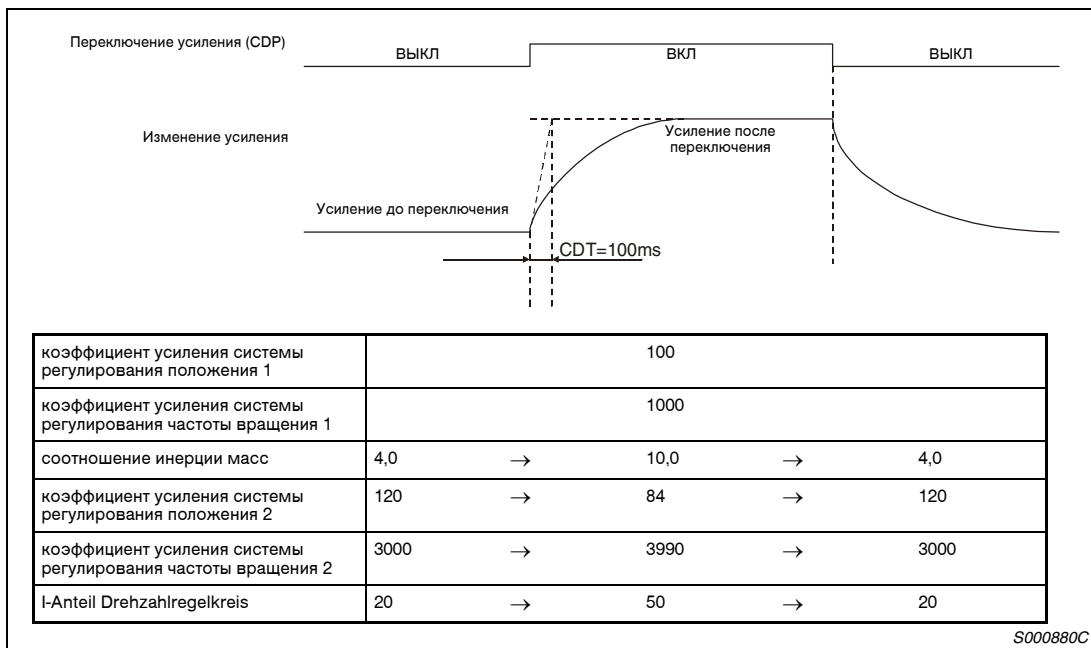 Переключение усиления (CDP)
ВЫКЛ
ВКЛ
ВЫКЛ
Изменение усиления
Усиление после
переключения
Усиление до переключения
CDT=100ms
коэффициент усиления системы
регулирования положения 1
100
коэффициент усиления системы
регулирования частоты вращения 1
1000
соотношение инерции масс
4,0 → 10,0 → 4,0
коэффициент усиления системы
регулирования положения 2
120 → 84 → 120
коэффициент усиления системы
регулирования частоты вращения 2
3000 → 3990 → 3000
I-Anteil Drehzahlregelkreis
20 → 50 → 20
S000880C